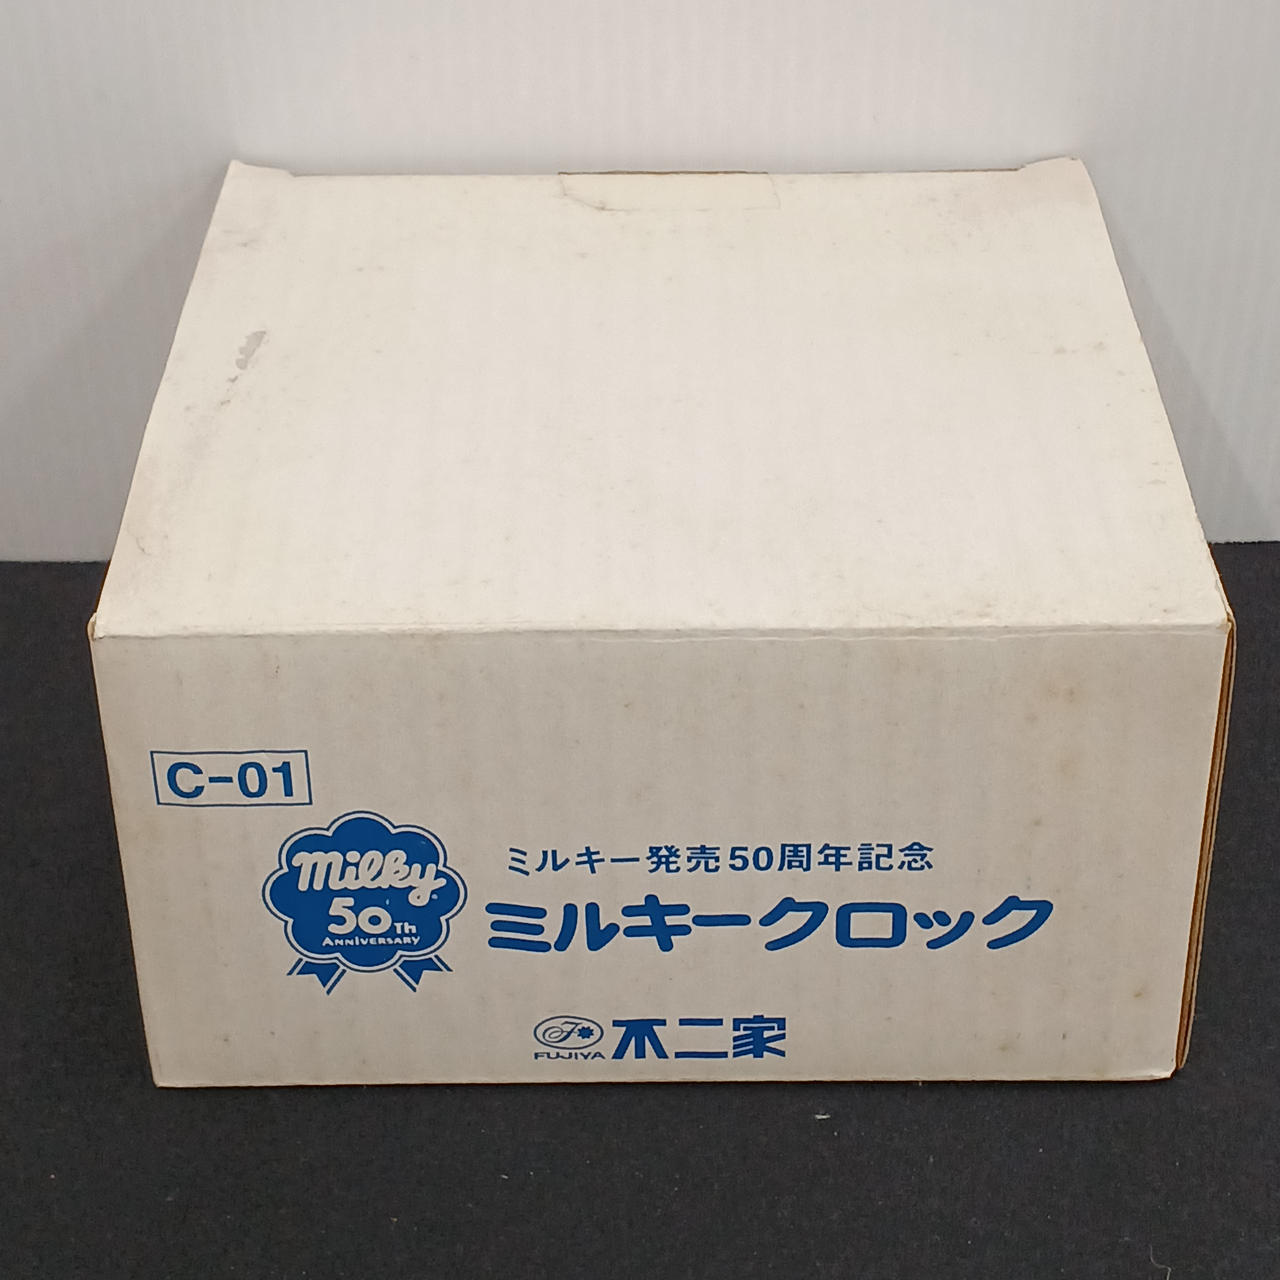 C-01
milky
50TH
ANNIVERSARY
ミルキー発売50周年記念
ミルキークロック
F
FUJIYA
不二家